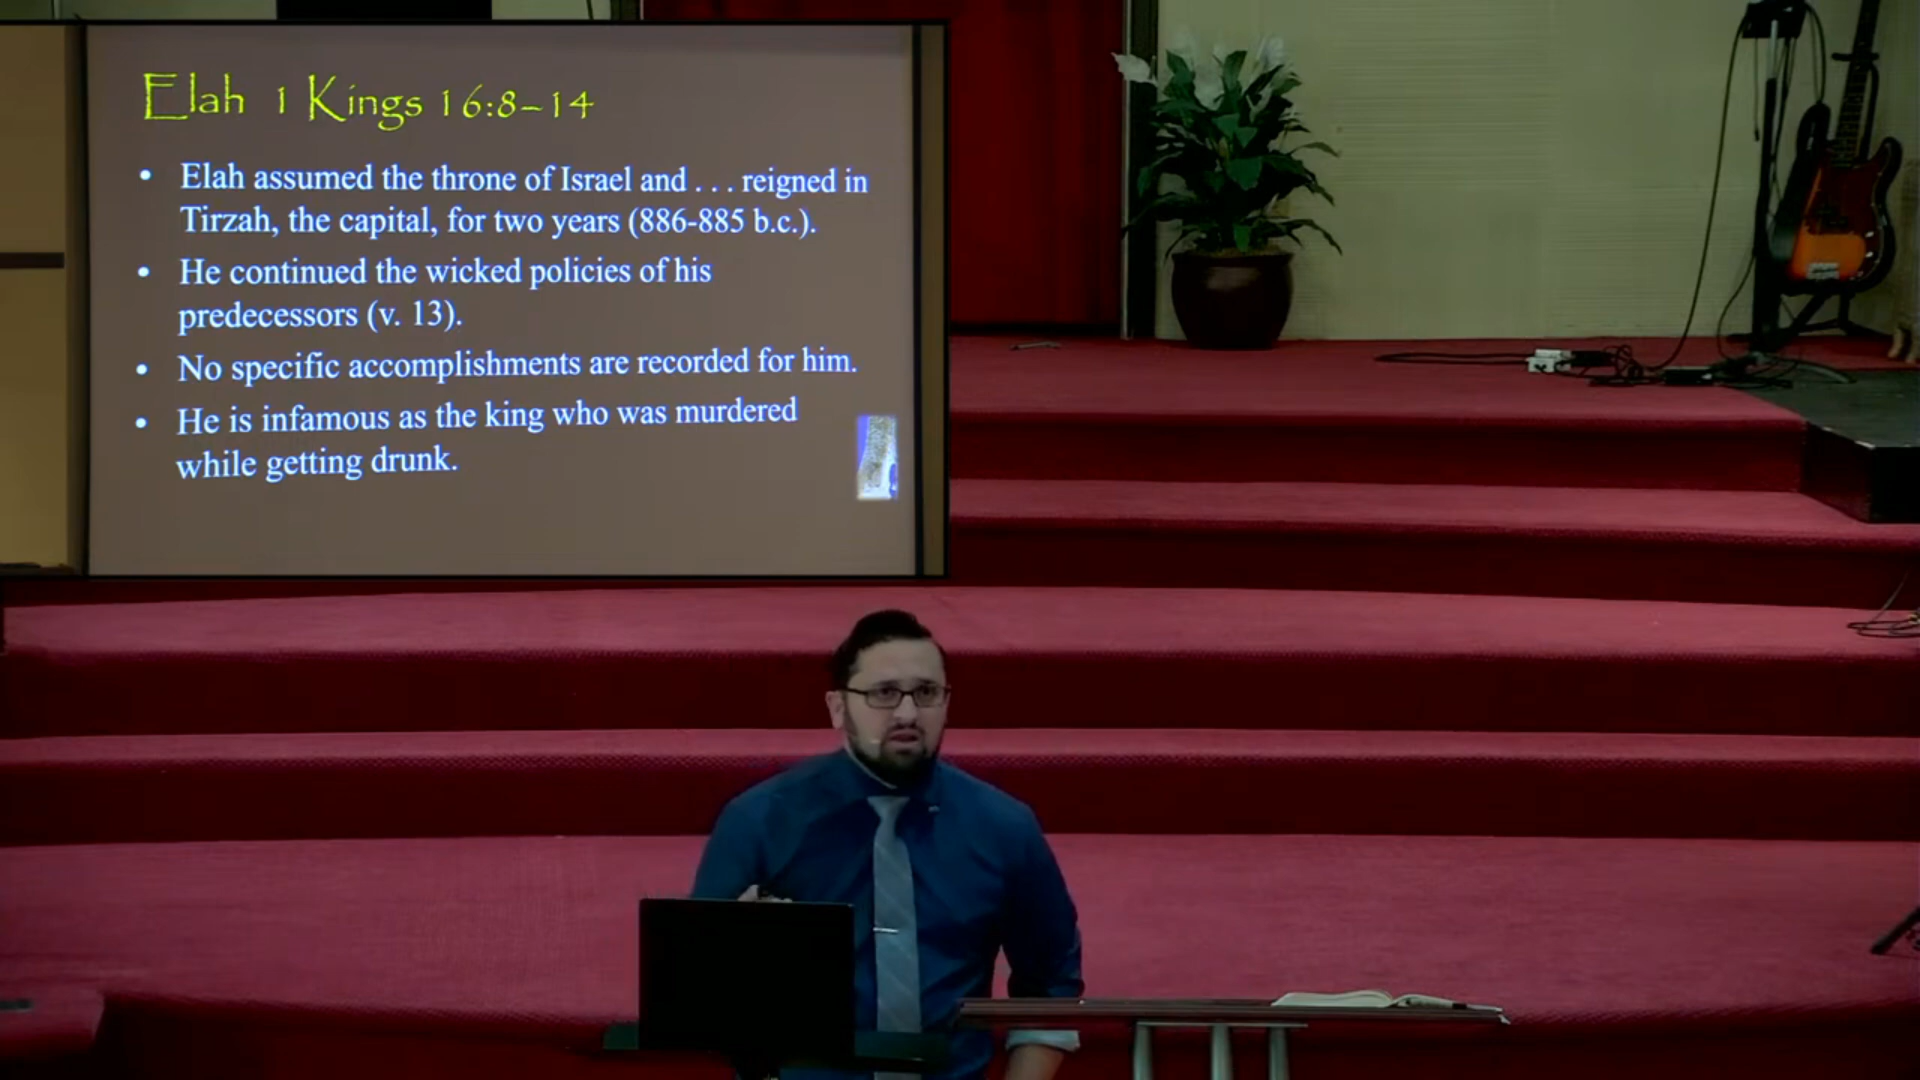 Elah 1 Kings 16:8–14
• Elah assumed the throne of Israel and . . . reigned in
Tirzah, the capital, for two years (886-885 b.c.).
• He continued the wicked policies of his
predecessors (v. 13).
• No specific accomplishments are recorded for him.
• He is infamous as the king who was murdered
while getting drunk.